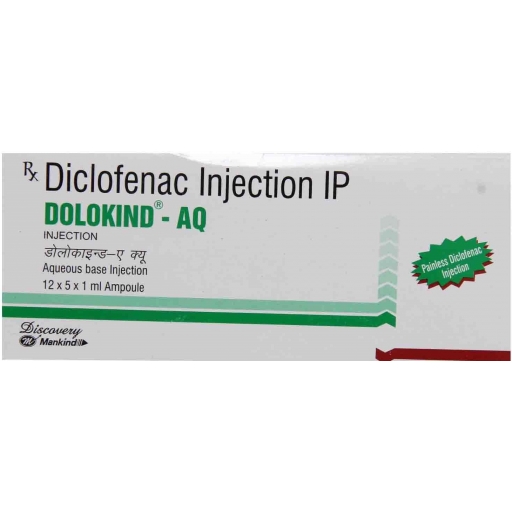 Rx Diclofenac Injection IP
DOLOKIND® - AQ
INJECTION
डोलोकाइन्ड-ए क्यू
Aqueous base Injection
12 x 5 x 1 ml Ampoule
Painless Diclofenac
Injection
Discovery
m Mankind